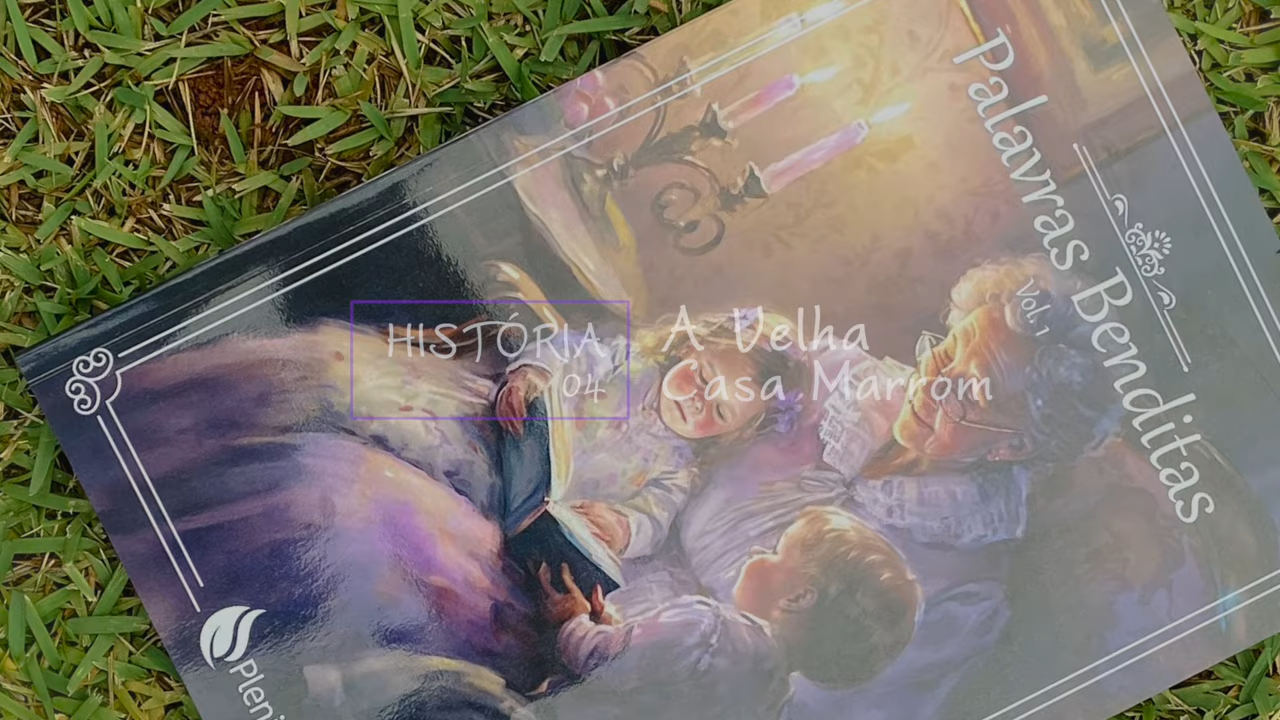 Palavras Benditas
Vol. 1
HISTÓRIA
04
A Velha
Casa Marrom